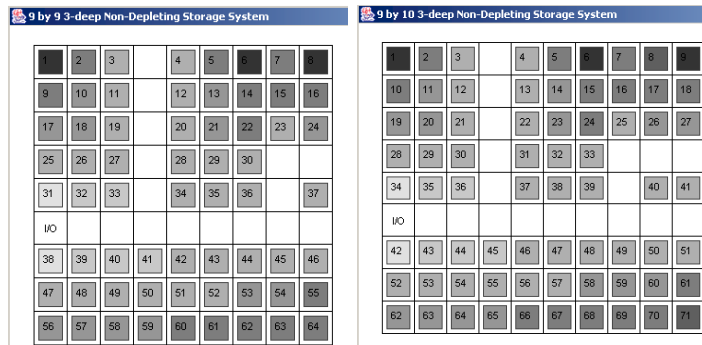 9 by 9 3-deep Non-Depleting Storage System
1 2 3 4 5 6 7 8
9 10 11 12 13 14 15 16
17 18 19 20 21 22 23 24
25 26 27 28 29 30
31 32 33 34 35 36 37
I/O
38 39 40 41 42 43 44 45 46
47 48 49 50 51 52 53 54 55
56 57 58 59 60 61 62 63 64
9 by 10 3-deep Non-Depleting Storage System
1 2 3 4 5 6 7 8 9
10 11 12 13 14 15 16 17 18
19 20 21 22 23 24 25 26 27
28 29 30 31 32 33
34 35 36 37 38 39 40 41
I/O
42 43 44 45 46 47 48 49 50 51
52 53 54 55 56 57 58 59 60 61
62 63 64 65 66 67 68 69 70 71